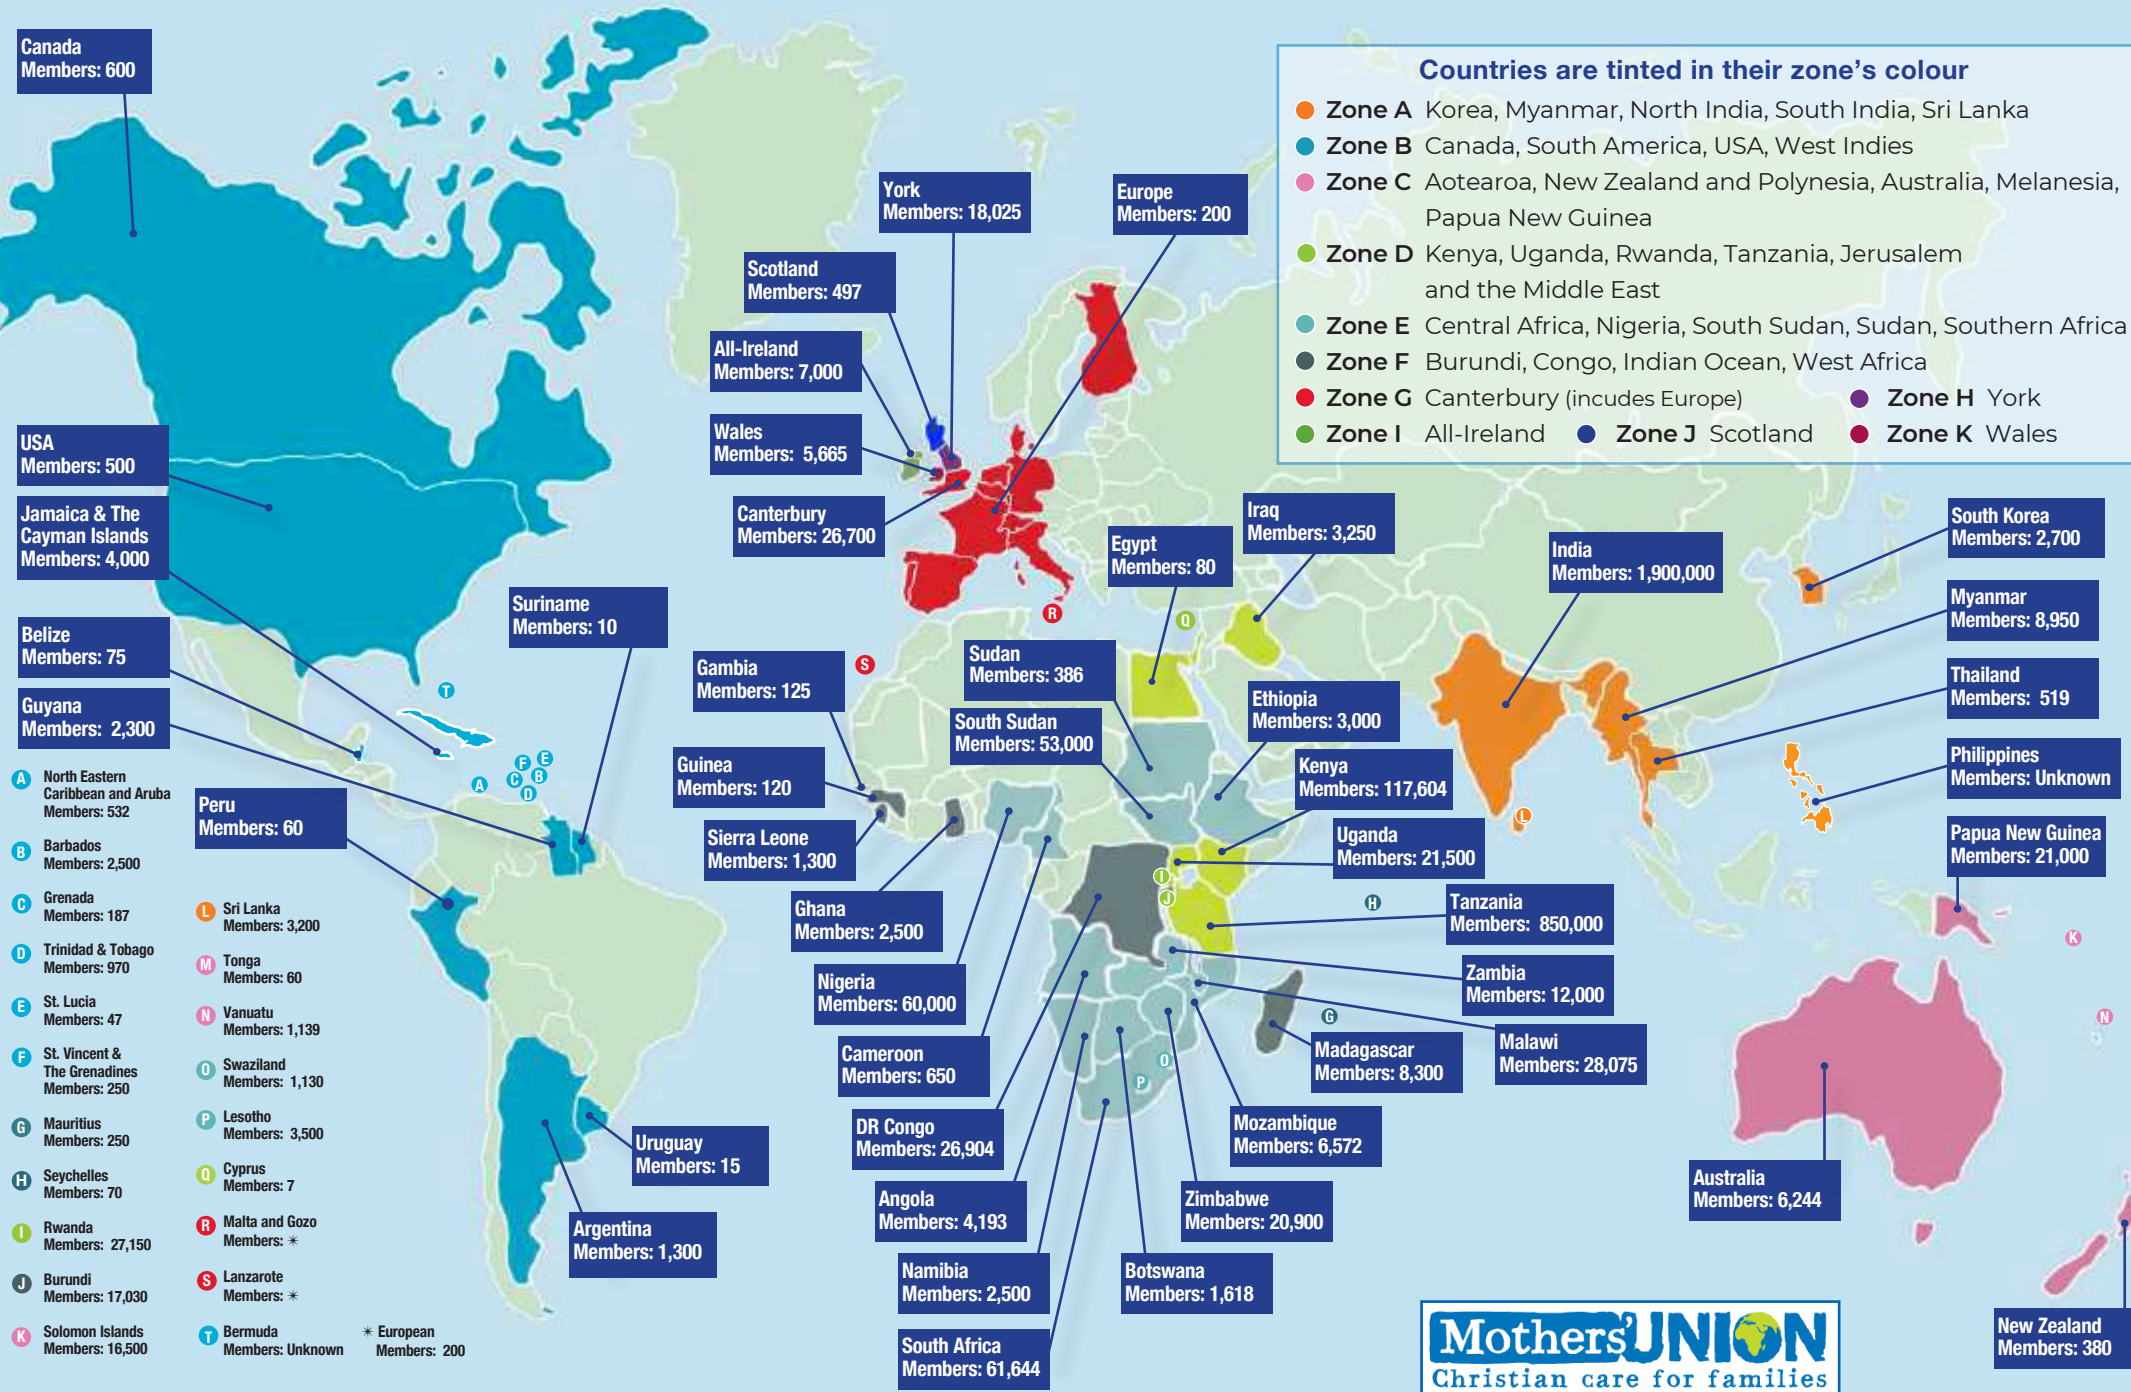 Canada
Members: 600
Countries are tinted in their zone's colour
Zone A Korea, Myanmar, North India, South India, Sri Lanka
Zone B Canada, South America, USA, West Indies
Zone C Aotearoa, New Zealand and Polynesia, Australia, Melanesia,
Papua New Guinea
Zone D Kenya, Uganda, Rwanda, Tanzania, Jerusalem
and the Middle East
Zone E Central Africa, Nigeria, South Sudan, Sudan, Southern Africa
Zone F Burundi, Congo, Indian Ocean, West Africa
Zone G Canterbury (incudes Europe)
Zone H York
Zone I All-Ireland
Zone J Scotland
Zone K Wales
York
Members: 18,025
Europe
Members: 200
Scotland
Members: 497
All-Ireland
Members: 7,000
Wales
Members: 5,665
Canterbury
Members: 26,700
USA
Members: 500
Jamaica & The
Cayman Islands
Members: 4,000
Belize
Members: 75
Guyana
Members: 2,300
Suriname
Members: 10
Peru
Members: 60
Uruguay
Members: 15
Argentina
Members: 1,300
Egypt
Members: 80
Iraq
Members: 3,250
India
Members: 1,900,000
South Korea
Members: 2,700
Myanmar
Members: 8,950
Thailand
Members: 519
Philippines
Members: Unknown
Papua New Guinea
Members: 21,000
Gambia
Members: 125
Sudan
Members: 386
South Sudan
Members: 53,000
Ethiopia
Members: 3,000
Kenya
Members: 117,604
Guinea
Members: 120
Sierra Leone
Members: 1,300
Uganda
Members: 21,500
Ghana
Members: 2,500
Tanzania
Members: 850,000
Nigeria
Members: 60,000
Zambia
Members: 12,000
Cameroon
Members: 650
Madagascar
Members: 8,300
Malawi
Members: 28,075
DR Congo
Members: 26,904
Mozambique
Members: 6,572
Angola
Members: 4,193
Zimbabwe
Members: 20,900
Namibia
Members: 2,500
Botswana
Members: 1,618
South Africa
Members: 61,644
Australia
Members: 6,244
New Zealand
Members: 380
A North Eastern
Caribbean and Aruba
Members: 532
B Barbados
Members: 2,500
C Grenada
Members: 187
D Trinidad & Tobago
Members: 970
E St. Lucia
Members: 47
F St. Vincent &
The Grenadines
Members: 250
G Mauritius
Members: 250
H Seychelles
Members: 70
I Rwanda
Members: 27,150
J Burundi
Members: 17,030
K Solomon Islands
Members: 16,500
L Sri Lanka
Members: 3,200
M Tonga
Members: 60
N Vanuatu
Members: 1,139
O Swaziland
Members: 1,130
P Lesotho
Members: 3,500
Q Cyprus
Members: 7
R Malta and Gozo
Members: ✶
S Lanzarote
Members: ✶
T Bermuda
Members: Unknown
✶ European
Members: 200
T
F
E
A
C
B
D
R
S
Q
I
J
H
G
O
P
L
K
N
Mothers' UNION
Christian care for families